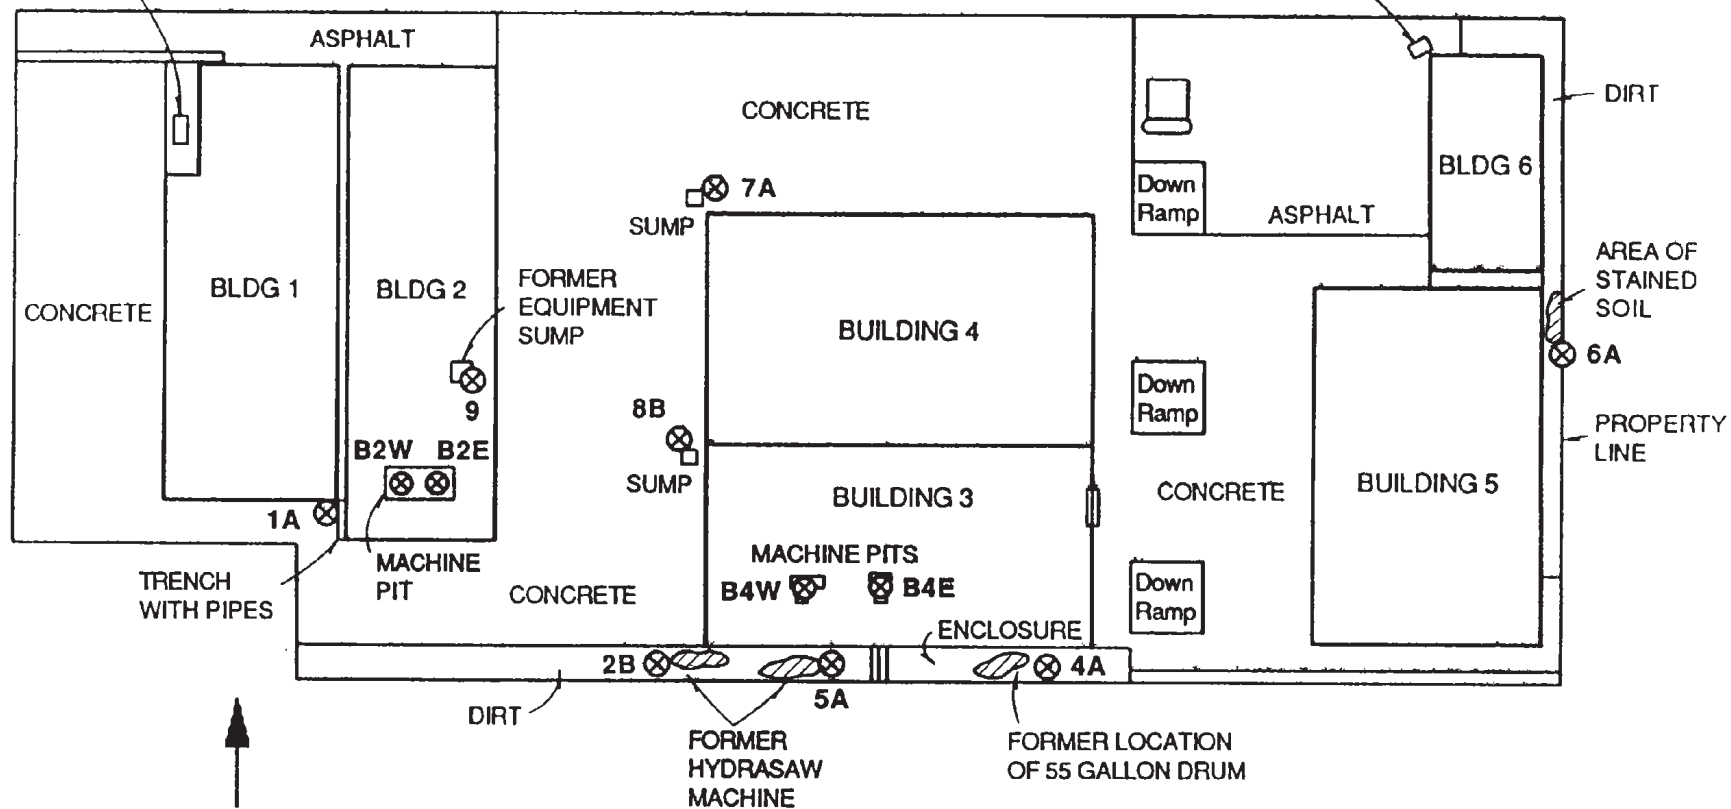 ASPHALT
CONCRETE
DIRT
BLDG 6
Down
Ramp
7A
SUMP
ASPHALT
AREA OF
STAINED
SOIL
FORMER
EQUIPMENT
SUMP
BLDG 1
BLDG 2
CONCRETE
BUILDING 4
6A
9
8B
Down
Ramp
PROPERTY
LINE
B2W
B2E
SUMP
BUILDING 3
CONCRETE
BUILDING 5
1A
MACHINE
PIT
MACHINE PITS
B4W
B4E
TRENCH
WITH PIPES
CONCRETE
Down
Ramp
ENCLOSURE
2B
4A
5A
DIRT
FORMER
HYDRASAW
MACHINE
FORMER LOCATION
OF 55 GALLON DRUM